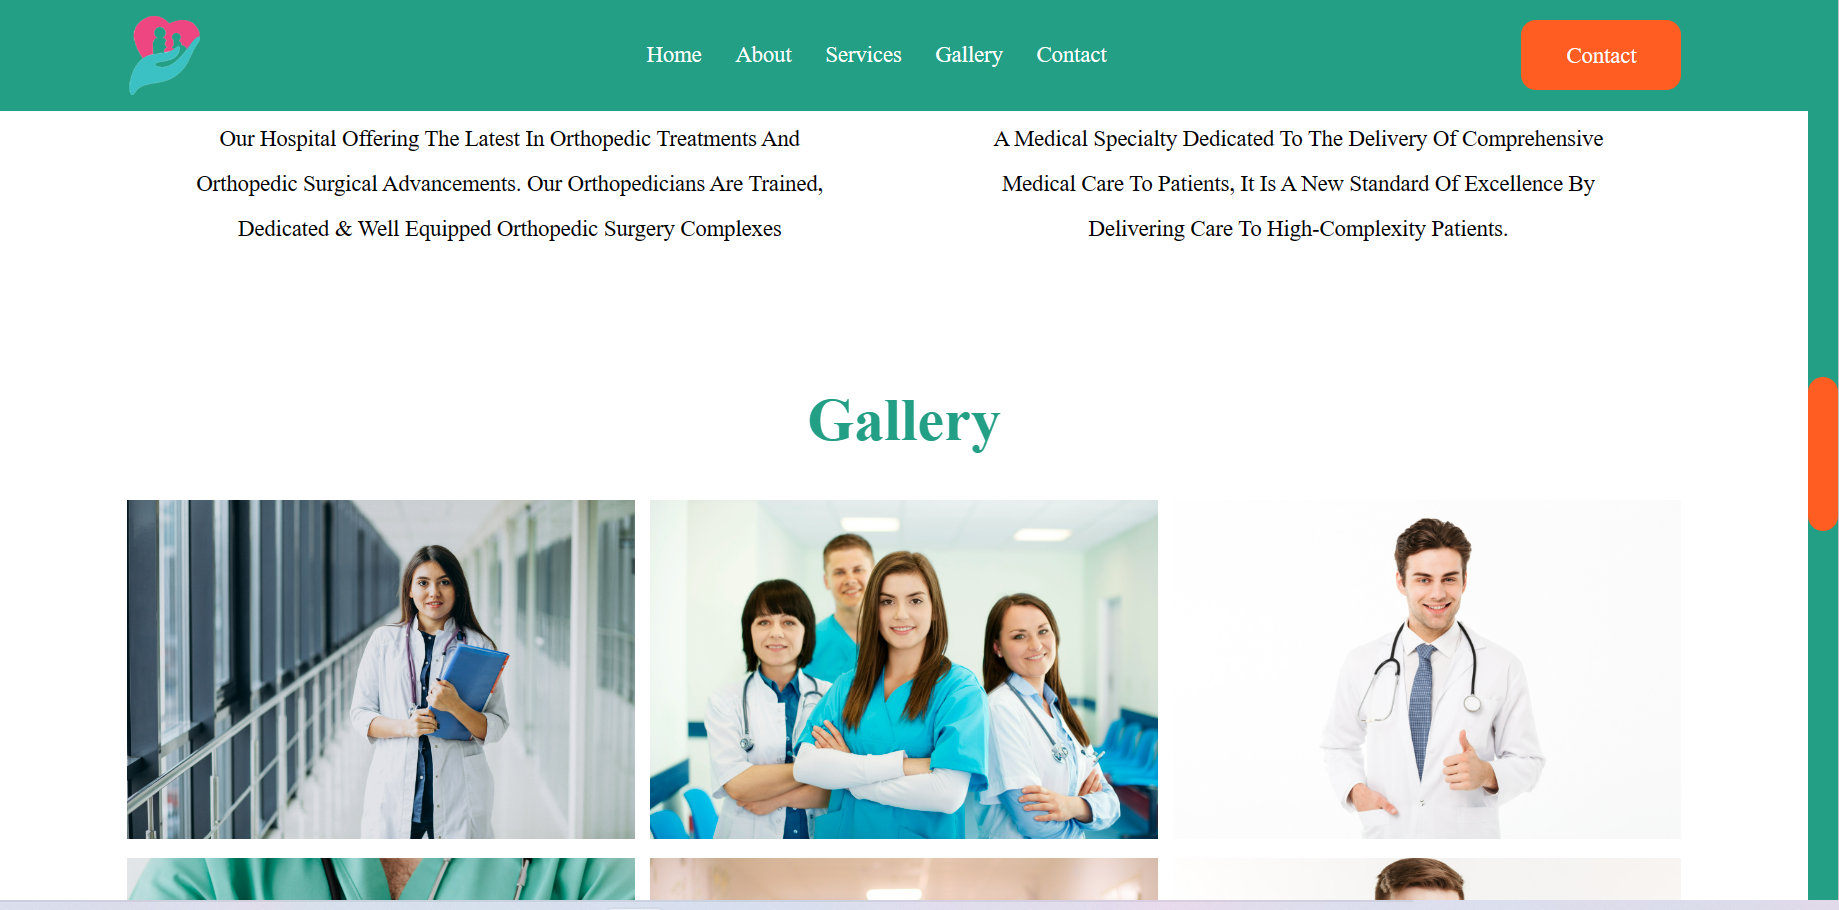 Home About Services Gallery Contact
Contact
Our Hospital Offering The Latest In Orthopedic Treatments And
Orthopedic Surgical Advancements. Our Orthopedicians Are Trained,
Dedicated & Well Equipped Orthopedic Surgery Complexes
A Medical Specialty Dedicated To The Delivery Of Comprehensive
Medical Care To Patients, It Is A New Standard Of Excellence By
Delivering Care To High-Complexity Patients.
Gallery